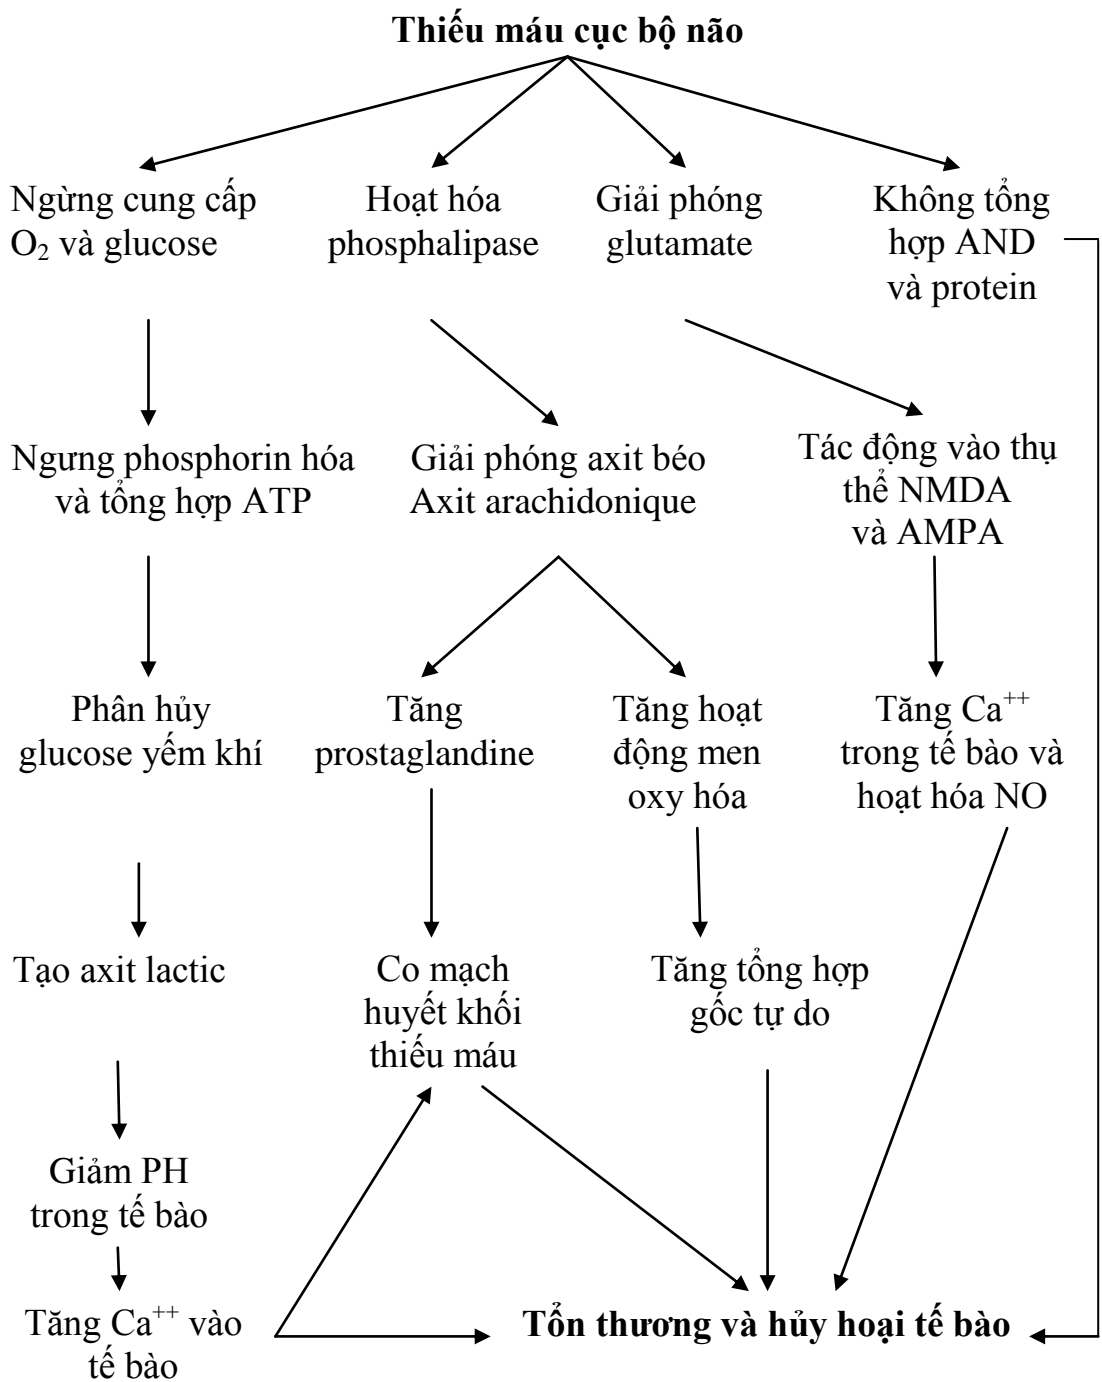 Thiếu máu cục bộ não
Ngừng cung cấp
O₂ và glucose
Hoạt hóa
phosphalipase
Giải phóng
glutamate
Không tổng
hợp AND
và protein
Ngưng phosphorin hóa
và tổng hợp ATP
Giải phóng axit béo
Axit arachidonique
Tác động vào thụ
thể NMDA
và AMPA
Phân hủy
glucose yếm khí
Tăng
prostaglandine
Tăng hoạt
động men
oxy hóa
Tăng Ca⁺⁺
trong tế bào và
hoạt hóa NO
Tạo axit lactic
Co mạch
huyết khối
thiếu máu
Tăng tổng hợp
gốc tự do
Giảm PH
trong tế bào
Tăng Ca⁺⁺ vào
tế bào
Tổn thương và hủy hoại tế bào